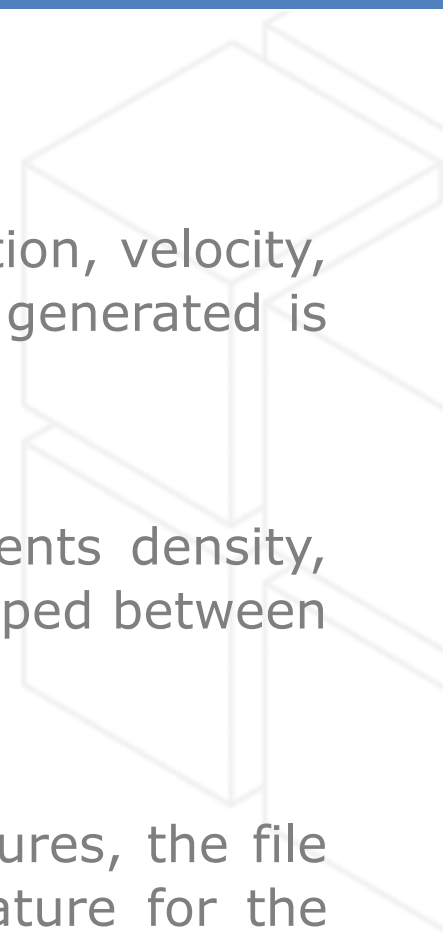 tion, velocity,
generated is
ents density,
ped between
ures, the file
ature for the